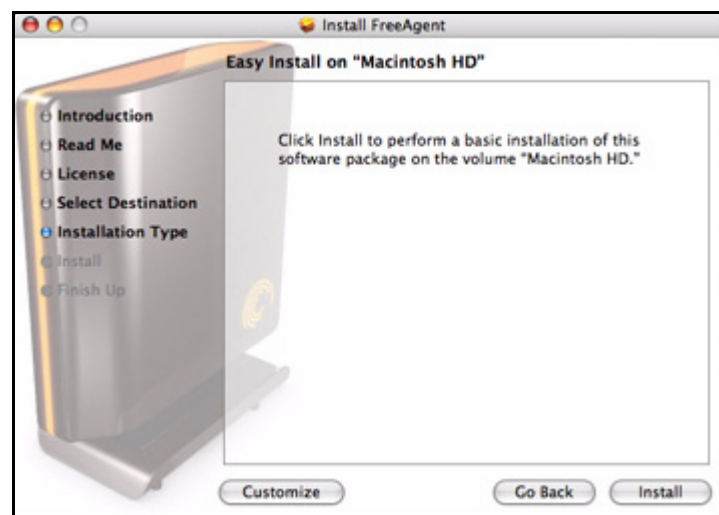 Install FreeAgent
Easy Install on "Macintosh HD"
Introduction
Read Me
License
Select Destination
Installation Type
Install
Finish Up
Click Install to perform a basic installation of this
software package on the volume "Macintosh HD."
Customize
Go Back
Install